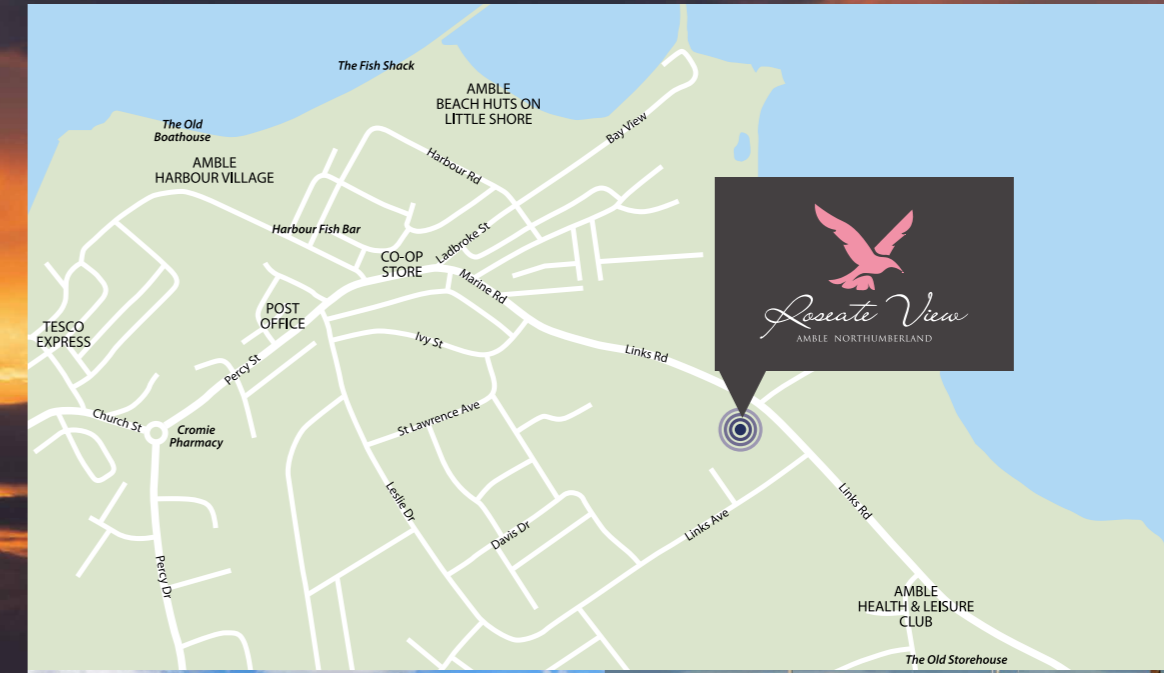 The Fish Shack
AMBLE
BEACH HUTS ON
LITTLE SHORE
The Old
Boathouse
AMBLE
HARBOUR VILLAGE
Bay View
Harbour Rd
Harbour Fish Bar
Ladbroke St
CO-OP
STORE
Marine Rd
Roseate View
AMBLE NORTHUMBERLAND
POST
OFFICE
TESCO
EXPRESS
Ivy St
Links Rd
Percy St
Church St
Cromie
Pharmacy
St Lawrence Ave
Leslie Dr
Links Rd
Davis Dr
Links Ave
Percy Dr
AMBLE
HEALTH & LEISURE
CLUB
The Old Storehouse